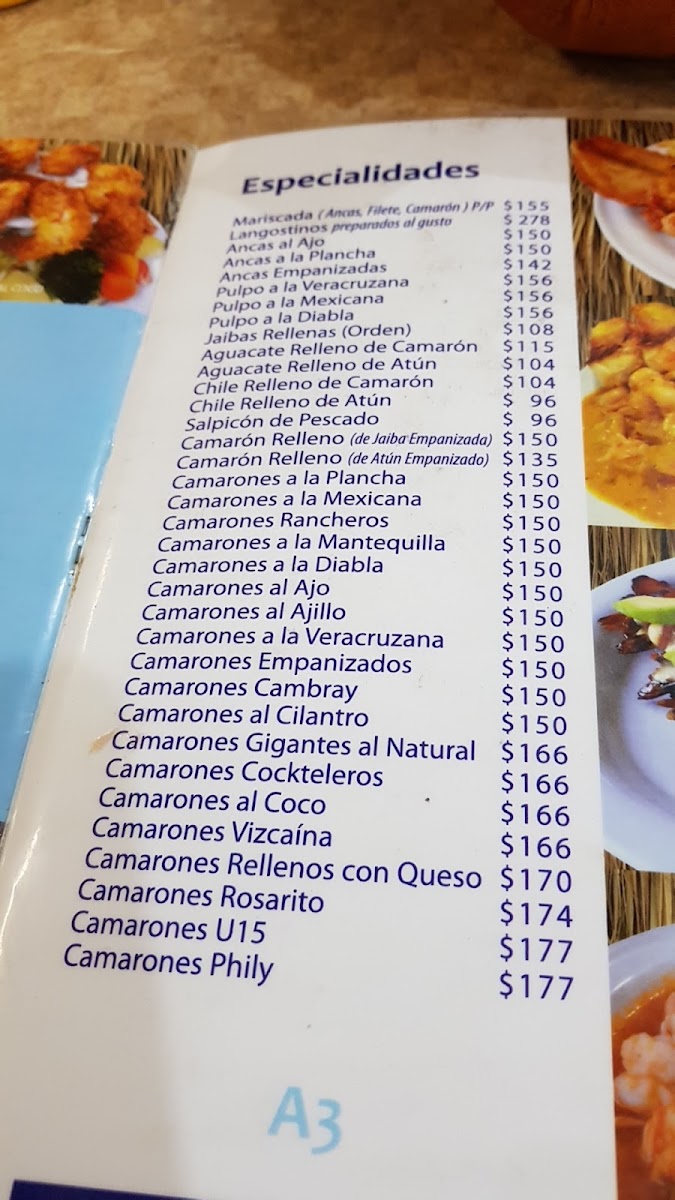 Especialidades
Mariscada (Ancas, Filete, Camarón) P/P $155
Langostinos preparados al gusto $278
Ancas al Ajo $150
Ancas a la Plancha $150
Ancas Empanizadas $142
Pulpo a la Veracruzana $156
Pulpo a la Mexicana $156
Pulpo a la Diabla $156
Jaibas Rellenas (Orden) $108
Aguacate Relleno de Camarón $115
Aguacate Relleno de Atún $104
Chile Relleno de Camarón $104
Chile Relleno de Atún $ 96
Salpicón de Pescado $ 96
Camarón Relleno (de Jaiba Empanizada) $150
Camarón Relleno (de Atún Empanizado) $135
Camarones a la Plancha $150
Camarones a la Mexicana $150
Camarones Rancheros $150
Camarones a la Mantequilla $150
Camarones a la Diabla $150
Camarones al Ajo $150
Camarones al Ajillo $150
Camarones a la Veracruzana $150
Camarones Empanizados $150
Camarones Cambray $150
Camarones al Cilantro $150
Camarones Gigantes al Natural $166
Camarones Cockteleros $166
Camarones al Coco $166
Camarones Vizcaína $166
Camarones Rellenos con Queso $170
Camarones Rosarito $174
Camarones U15 $177
Camarones Phily $177
A3